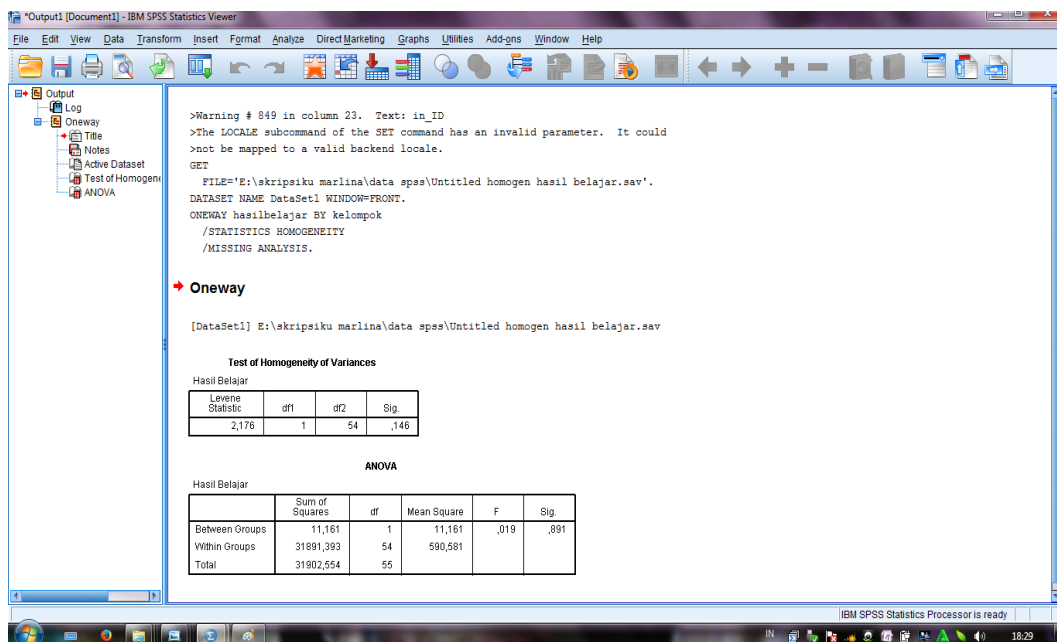 *Output1 [Document1] - IBM SPSS Statistics Viewer
File Edit View Data Transform Insert Format Analyze Direct Marketing Graphs Utilities Add-ons Window Help
Output
Log
Oneway
Title
Notes
Active Dataset
Test of Homogene
ANOVA
>Warning # 849 in column 23. Text: in_ID
>The LOCALE subcommand of the SET command has an invalid parameter. It could
>not be mapped to a valid backend locale.
GET
FILE='E:\skripsiku marlina\data spss\Untitled homogen hasil belajar.sav'.
DATASET NAME DataSet1 WINDOW=FRONT.
ONEWAY hasilbelajar BY kelompok
/STATISTICS HOMOGENEITY
/MISSING ANALYSIS.
Oneway
[DataSet1] E:\skripsiku marlina\data spss\Untitled homogen hasil belajar.sav
Test of Homogeneity of Variances
Hasil Belajar
Levene Statistic df1 df2 Sig.
2,176 1 54 ,146
ANOVA
Hasil Belajar
Sum of Squares df Mean Square F Sig.
Between Groups 11,161 1 11,161 ,019 ,891
Within Groups 31891,393 54 590,581
Total 31902,554 55
IBM SPSS Statistics Processor is ready
IN 18:29